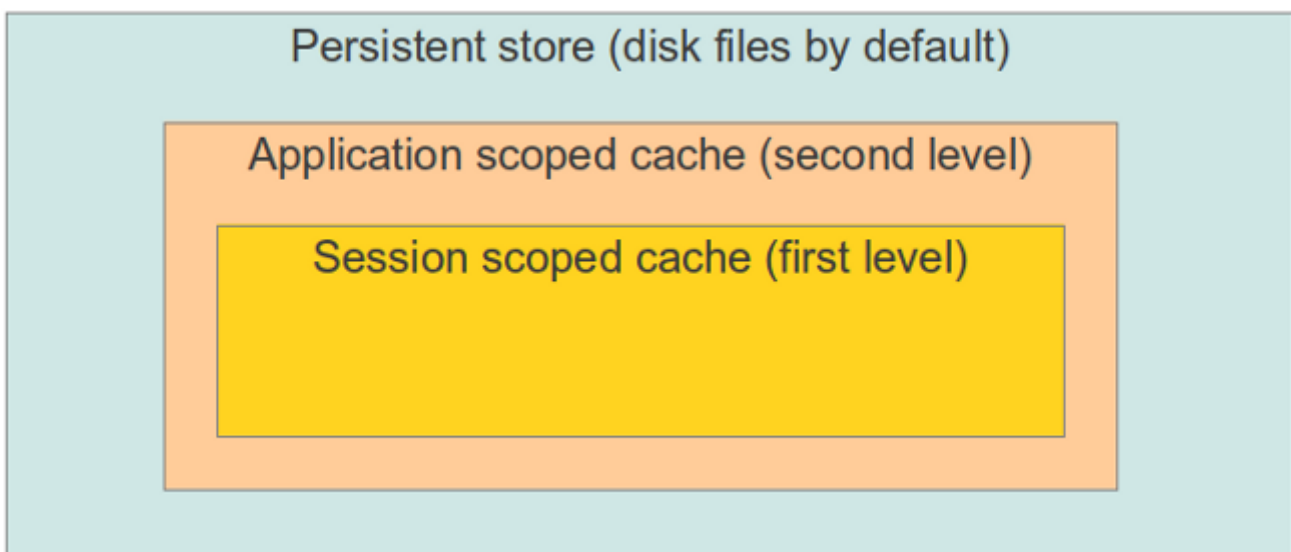 Persistent store (disk files by default)
Application scoped cache (second level)
Session scoped cache (first level)